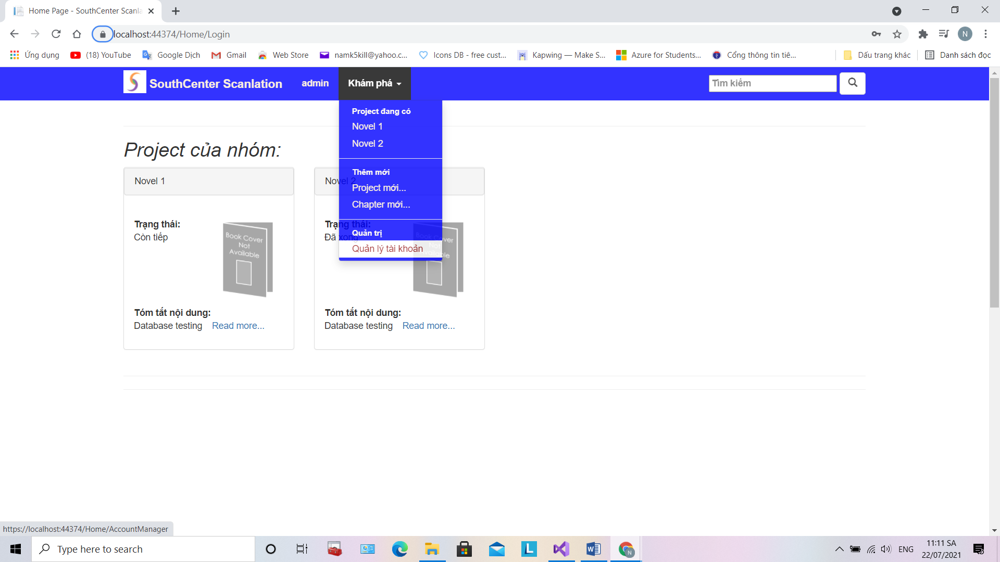 Home Page - SouthCenter Scanla
localhost:44374/Home/Login
N
Ứng dụng
(18) YouTube
Google Dịch
Gmail
Web Store
namk5kill@yahoo.c...
Icons DB - free cust...
Kapwing — Make S...
Azure for Students...
Cổng thông tin tiê...
Dấu trang khác
Danh sách đọc
SouthCenter Scanlation
admin
Khám phá
Tìm kiếm
Project đang có
Novel 1
Novel 2
Thêm mới
Project mới...
Chapter mới...
Quản trị
Quản lý tài khoản
Project của nhóm:
Novel 1
Trạng thái:
Còn tiếp
Book Cover
Not
Available
Tóm tắt nội dung:
Database testing Read more...
Novel 2
Trạng thái:
Đã xong
Tóm tắt nội dung:
Database testing Read more...
https://localhost:44374/Home/AccountManager
Type here to search
L
N
ENG
11:11 SA
22/07/2021